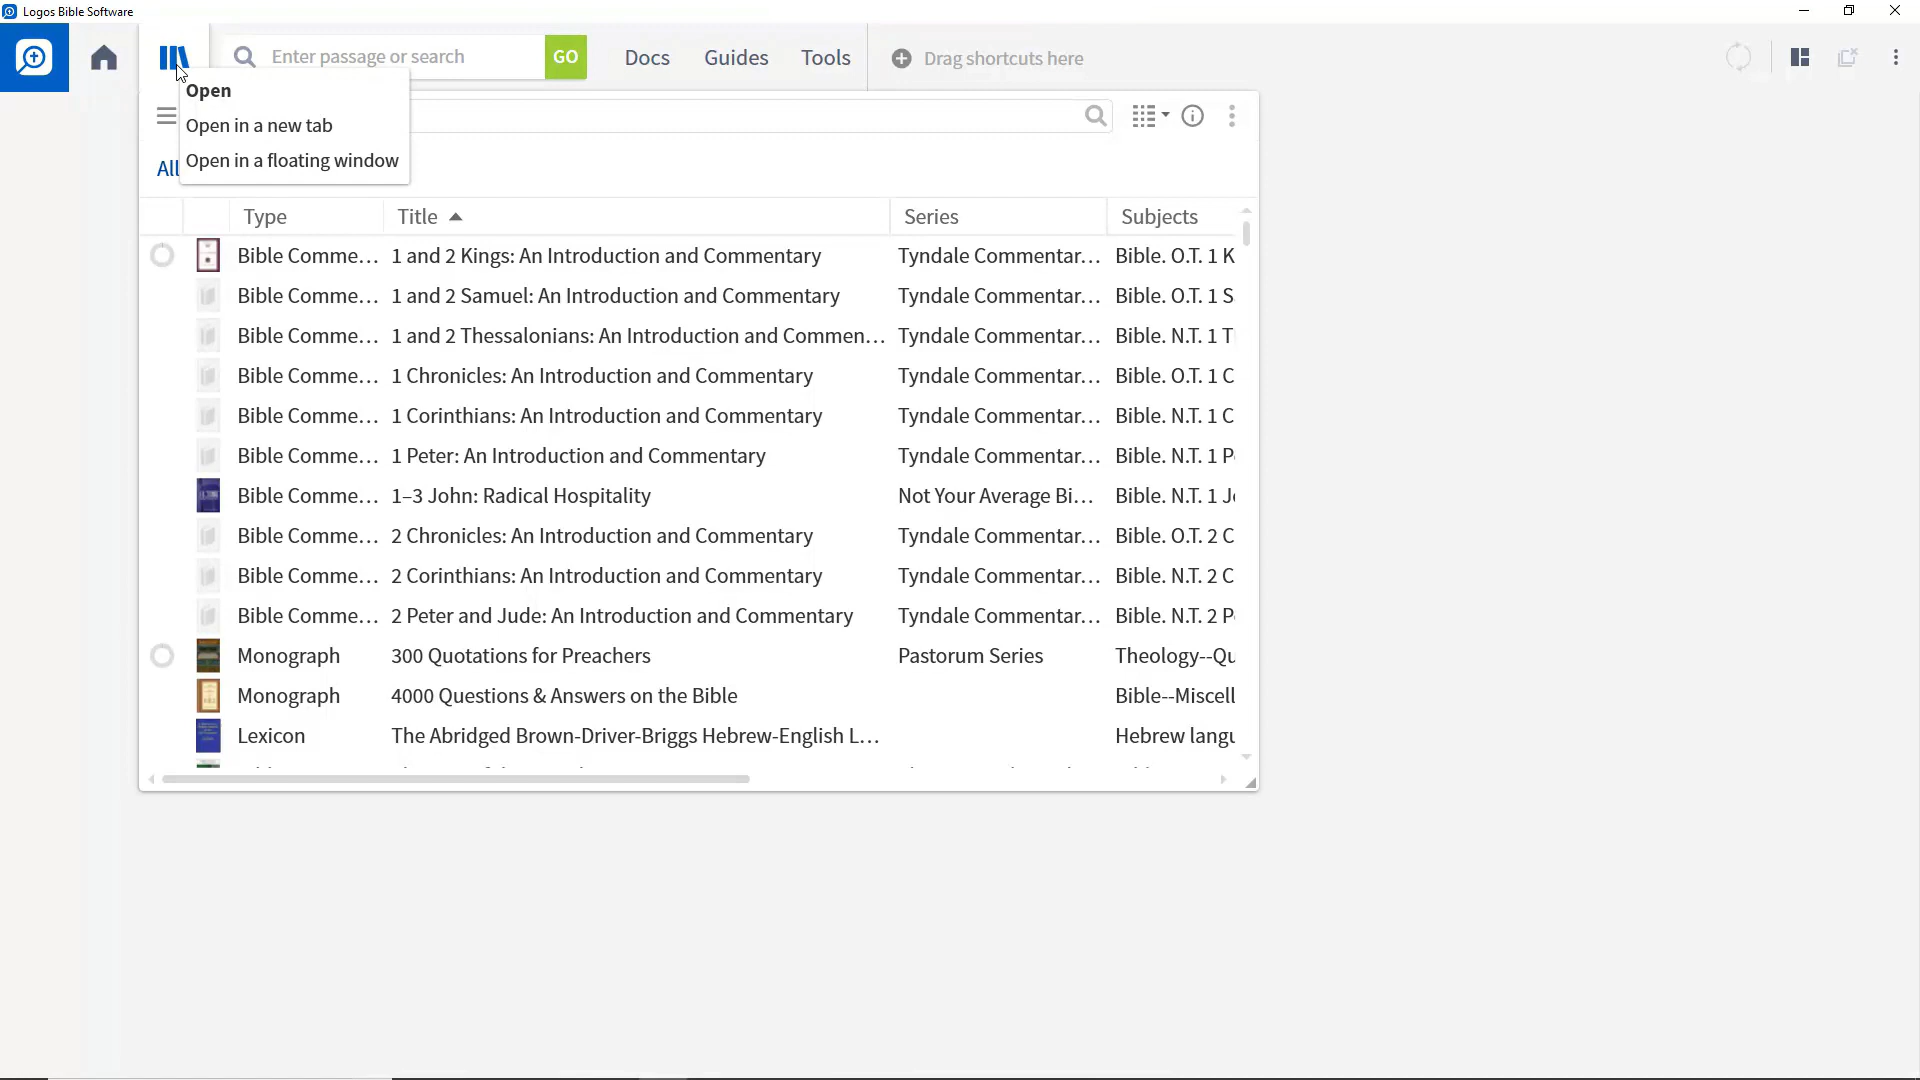 Logos Bible Software
Enter passage or search
GO
Docs
Guides
Tools
Drag shortcuts here
Open
Open in a new tab
Open in a floating window
All
Type Title Series Subjects
Bible Comme... 1 and 2 Kings: An Introduction and Commentary Tyndale Commentar... Bible. O.T. 1 K
Bible Comme... 1 and 2 Samuel: An Introduction and Commentary Tyndale Commentar... Bible. O.T. 1 S
Bible Comme... 1 and 2 Thessalonians: An Introduction and Commen... Tyndale Commentar... Bible. N.T. 1 T
Bible Comme... 1 Chronicles: An Introduction and Commentary Tyndale Commentar... Bible. O.T. 1 C
Bible Comme... 1 Corinthians: An Introduction and Commentary Tyndale Commentar... Bible. N.T. 1 C
Bible Comme... 1 Peter: An Introduction and Commentary Tyndale Commentar... Bible. N.T. 1 P
Bible Comme... 1–3 John: Radical Hospitality Not Your Average Bi... Bible. N.T. 1 J
Bible Comme... 2 Chronicles: An Introduction and Commentary Tyndale Commentar... Bible. O.T. 2 C
Bible Comme... 2 Corinthians: An Introduction and Commentary Tyndale Commentar... Bible. N.T. 2 C
Bible Comme... 2 Peter and Jude: An Introduction and Commentary Tyndale Commentar... Bible. N.T. 2 P
Monograph 300 Quotations for Preachers Pastorum Series Theology--Qu
Monograph 4000 Questions & Answers on the Bible Bible--Miscell
Lexicon The Abridged Brown-Driver-Briggs Hebrew-English L... Hebrew langu